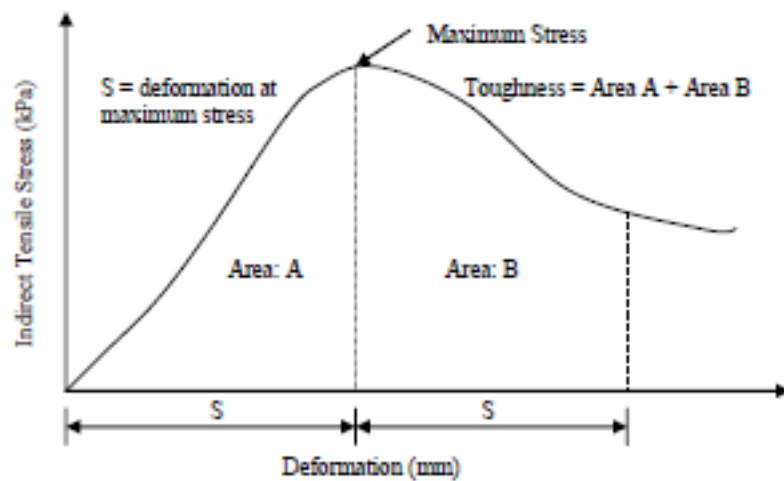 Maximum Stress
S = deformation at
maximum stress
Toughness = Area A + Area B
Indirect Tensile Stress (kPa)
Area: A
Area: B
S
S
Deformation (mm)